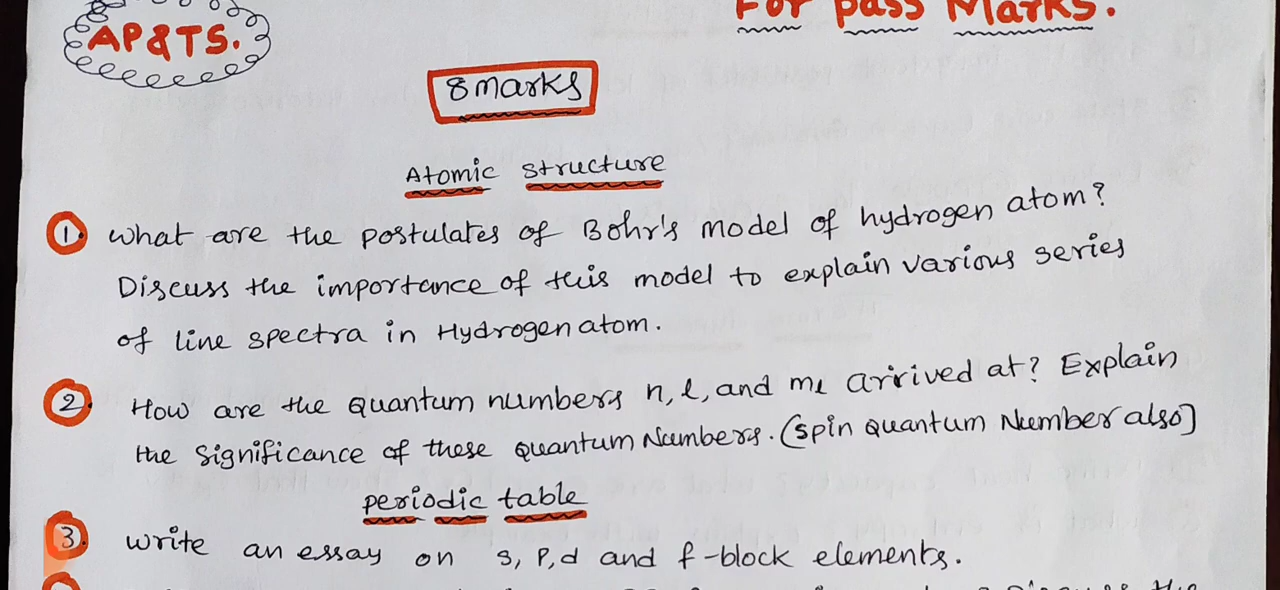 AP&TS.
For pass Marks.
8 marks
Atomic structure
1. What are the postulates of Bohr's model of hydrogen atom?
Discuss the importance of this model to explain various series
of line spectra in Hydrogen atom.
2. How are the Quantum numbers n, l, and ml arrived at? Explain
the significance of these Quantum Numbers. (spin quantum Number also)
periodic table
3. write an essay on s, p, d and f-block elements.